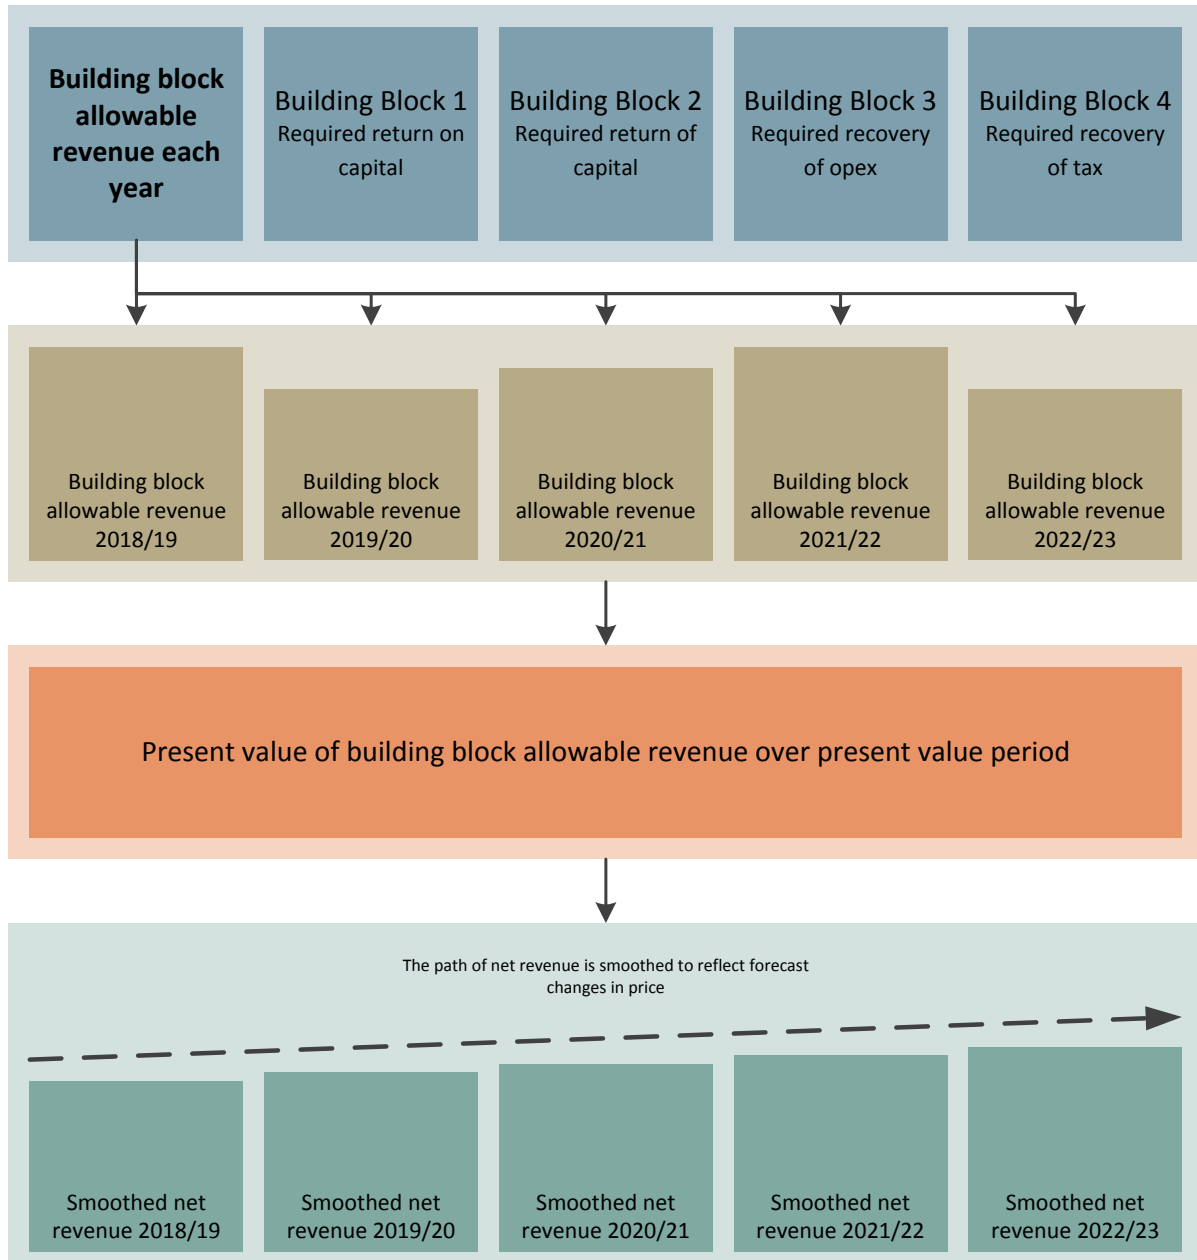 Building block
allowable
revenue each
year
Building Block 1
Required return on
capital
Building Block 2
Required return of
capital
Building Block 3
Required recovery
of opex
Building Block 4
Required recovery
of tax
Building block
allowable revenue
2018/19
Building block
allowable revenue
2019/20
Building block
allowable revenue
2020/21
Building block
allowable revenue
2021/22
Building block
allowable revenue
2022/23
Present value of building block allowable revenue over present value period
The path of net revenue is smoothed to reflect forecast
changes in price
Smoothed net
revenue 2018/19
Smoothed net
revenue 2019/20
Smoothed net
revenue 2020/21
Smoothed net
revenue 2021/22
Smoothed net
revenue 2022/23